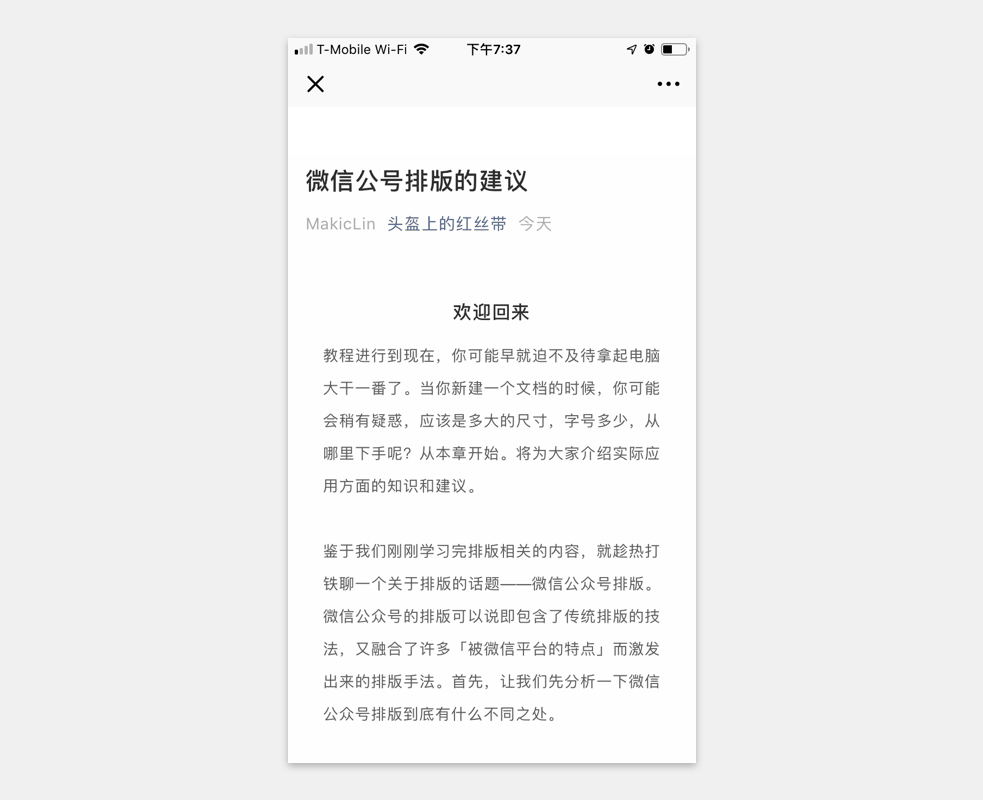 T-Mobile Wi-Fi 下午7:37
微信公号排版的建议
MakicLin 头盔上的红丝带 今天
欢迎回来
教程进行到现在，你可能早就迫不及待拿起电脑
大干一番了。当你新建一个文档的时候，你可能
会稍有疑惑，应该是多大的尺寸，字号多少，从
哪里下手呢？从本章开始。将为大家介绍实际应
用方面的知识和建议。
鉴于我们刚刚学习完排版相关的内容，就趁热打
铁聊一个关于排版的话题——微信公众号排版。
微信公众号的排版可以说即包含了传统排版的技
法，又融合了许多「被微信平台的特点」而激发
出来的排版手法。首先，让我们先分析一下微信
公众号排版到底有什么不同之处。